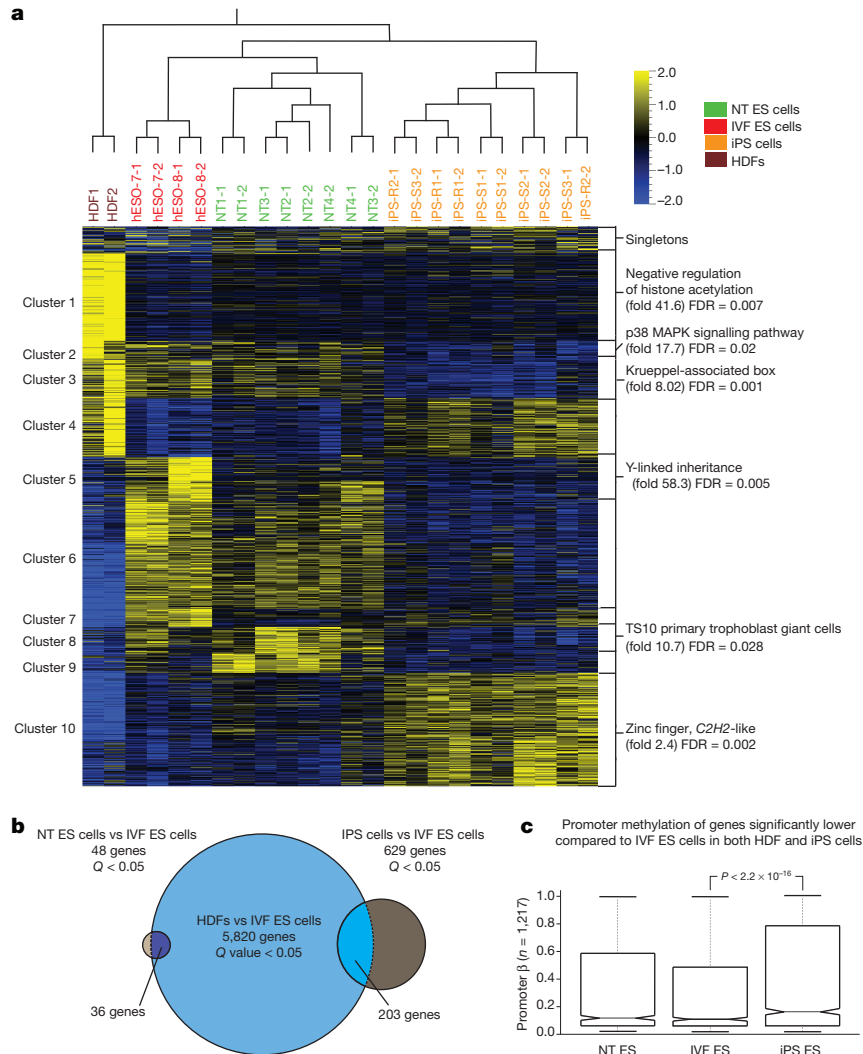 a
2.0
1.0
0.0
−1.0
−2.0
NT ES cells
IVF ES cells
iPS cells
HDFs
HDF1
HDF2
hESO-7-1
hESO-7-2
hESO-8-1
hESO-8-2
NT1-1
NT1-2
NT3-1
NT2-1
NT2-2
NT4-2
NT4-1
NT3-2
iPS-R2-1
iPS-S3-2
iPS-R1-1
iPS-R1-2
iPS-S1-1
iPS-S1-2
iPS-S2-1
iPS-S2-2
iPS-S3-1
iPS-R2-2
Cluster 1
Cluster 2
Cluster 3
Cluster 4
Cluster 5
Cluster 6
Cluster 7
Cluster 8
Cluster 9
Cluster 10
Singletons
Negative regulation
of histone acetylation
(fold 41.6) FDR = 0.007
p38 MAPK signalling pathway
(fold 17.7) FDR = 0.02
Krueppel-associated box
(fold 8.02) FDR = 0.001
Y-linked inheritance
(fold 58.3) FDR = 0.005
TS10 primary trophoblast giant cells
(fold 10.7) FDR = 0.028
Zinc finger, C2H2-like
(fold 2.4) FDR = 0.002
b
NT ES cells vs IVF ES cells
48 genes
Q < 0.05
IPS cells vs IVF ES cells
629 genes
Q < 0.05
HDFs vs IVF ES cells
5,820 genes
Q value < 0.05
36 genes
203 genes
c
Promoter methylation of genes significantly lower
compared to IVF ES cells in both HDF and iPS cells
P < 2.2 × 10−16
Promoter β (n = 1,217)
1.0
0.8
0.6
0.4
0.2
0.0
NT ES
IVF ES
iPS ES